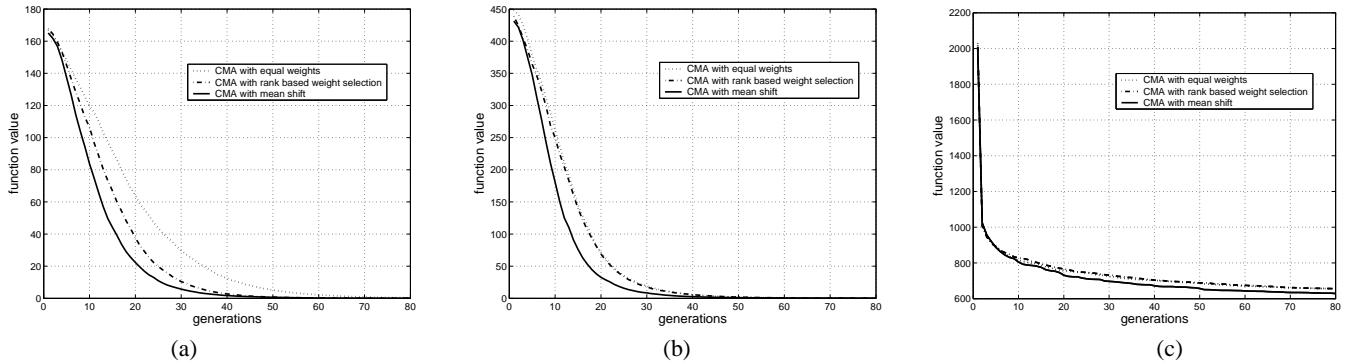 180
160
140
120
100
80
60
40
20
0
function value
0 10 20 30 40 50 60 70 80
generations
CMA with equal weights
CMA with rank based weight selection
CMA with mean shift
(a)
450
400
350
300
250
200
150
100
50
0
function value
0 10 20 30 40 50 60 70 80
generations
CMA with equal weights
CMA with rank based weight selection
CMA with mean shift
(b)
2200
2000
1800
1600
1400
1200
1000
800
600
function value
0 10 20 30 40 50 60 70 80
generations
CMA with equal weights
CMA with rank based weight selection
CMA with mean shift
(c)